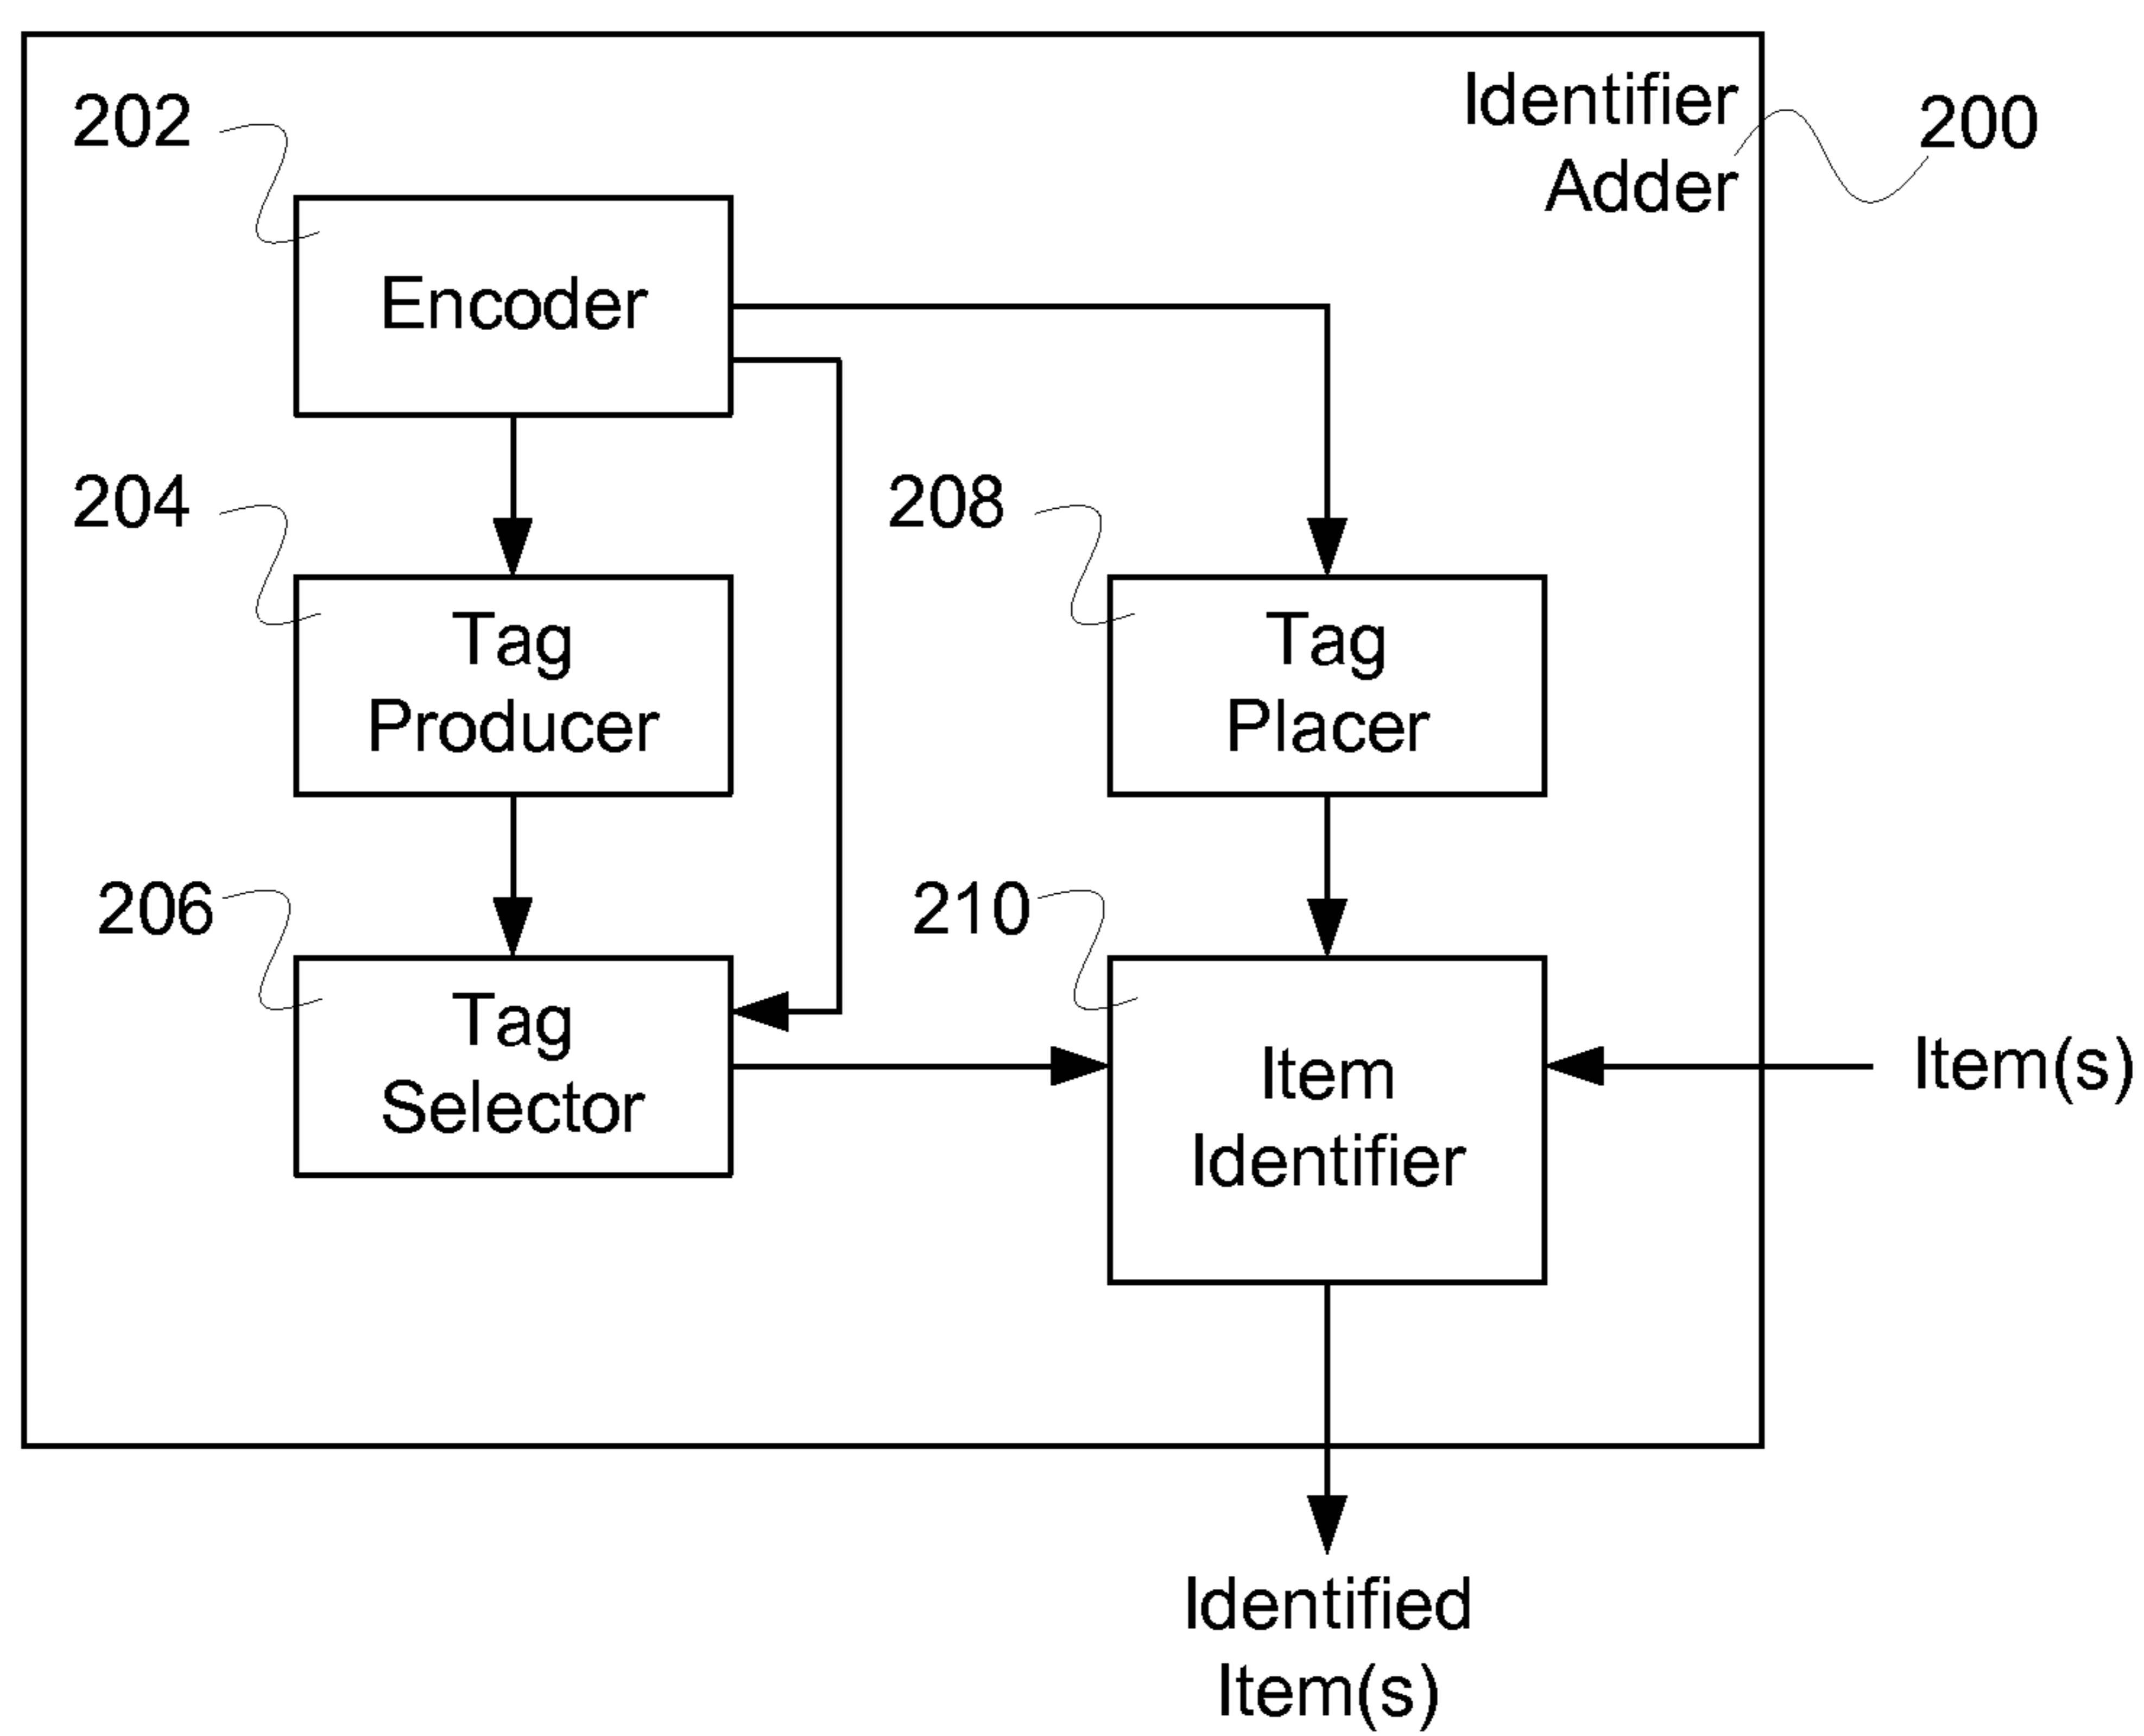 Identifier
Adder
200
202
Encoder
204
Tag
Producer
208
Tag
Placer
206
Tag
Selector
210
Item
Identifier
Item(s)
Identified
Item(s)